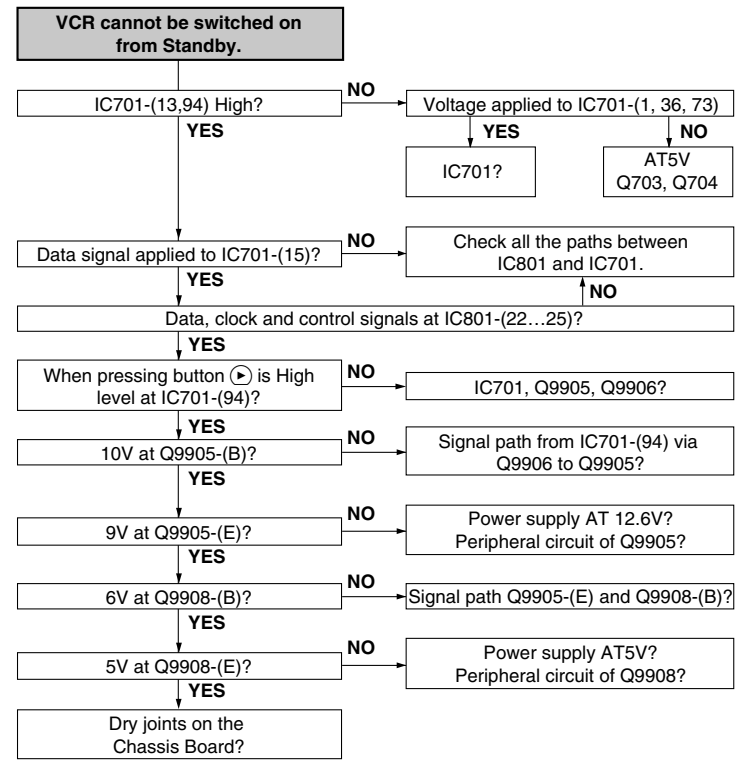 VCR cannot be switched on
from Standby.
IC701-(13,94) High?
NO
Voltage applied to IC701-(1, 36, 73)
YES
YES
NO
IC701?
AT5V
Q703, Q704
Data signal applied to IC701-(15)?
NO
Check all the paths between
IC801 and IC701.
YES
NO
Data, clock and control signals at IC801-(22...25)?
YES
When pressing button ▶ is High
level at IC701-(94)?
NO
IC701, Q9905, Q9906?
YES
10V at Q9905-(B)?
NO
Signal path from IC701-(94) via
Q9906 to Q9905?
YES
9V at Q9905-(E)?
NO
Power supply AT 12.6V?
Peripheral circuit of Q9905?
YES
6V at Q9908-(B)?
NO
Signal path Q9905-(E) and Q9908-(B)?
YES
5V at Q9908-(E)?
NO
Power supply AT5V?
Peripheral circuit of Q9908?
YES
Dry joints on the
Chassis Board?